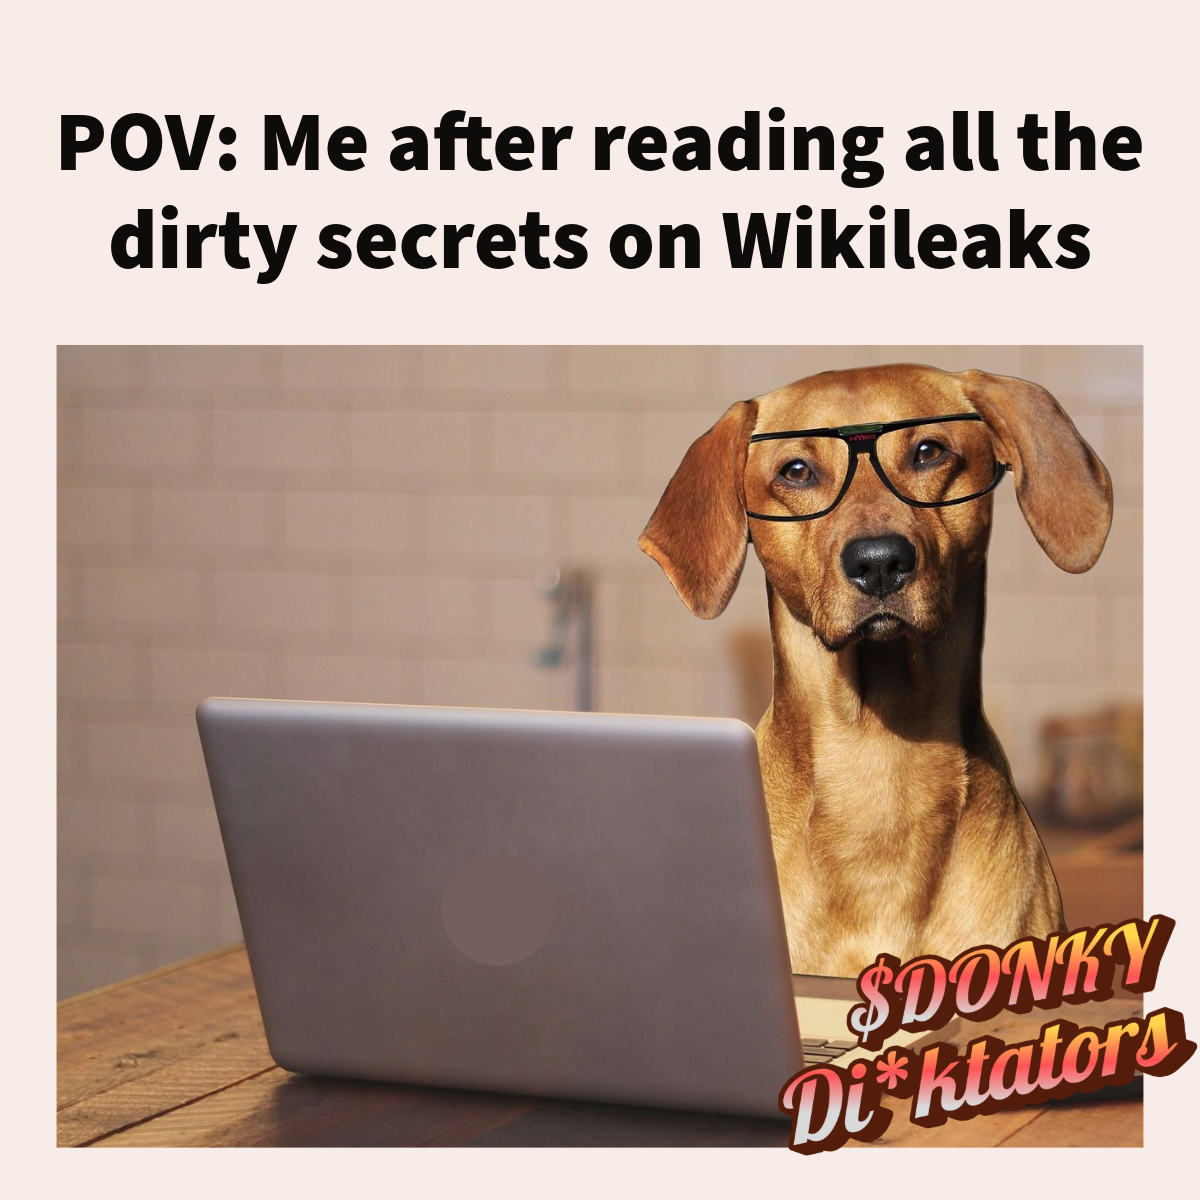 POV: Me after reading all the
dirty secrets on Wikileaks
$DONKY
Di*ktators